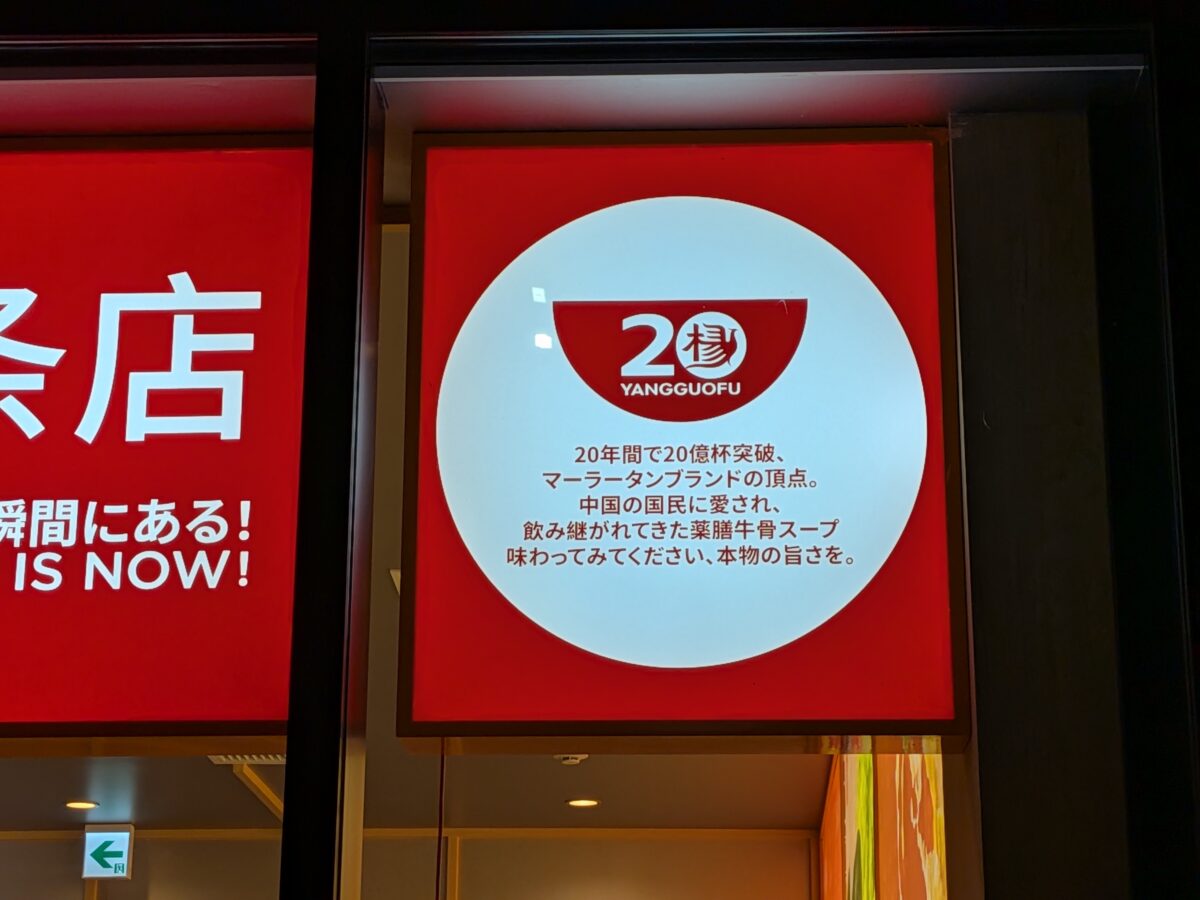 条店
瞬間にある!
IS NOW!
20
YANGGUOFU
20年間で20億杯突破、
マーラータンブランドの頂点。
中国の国民に愛され、
飲み継がれてきた薬膳牛骨スープ
味わってみてください、本物の旨さを。